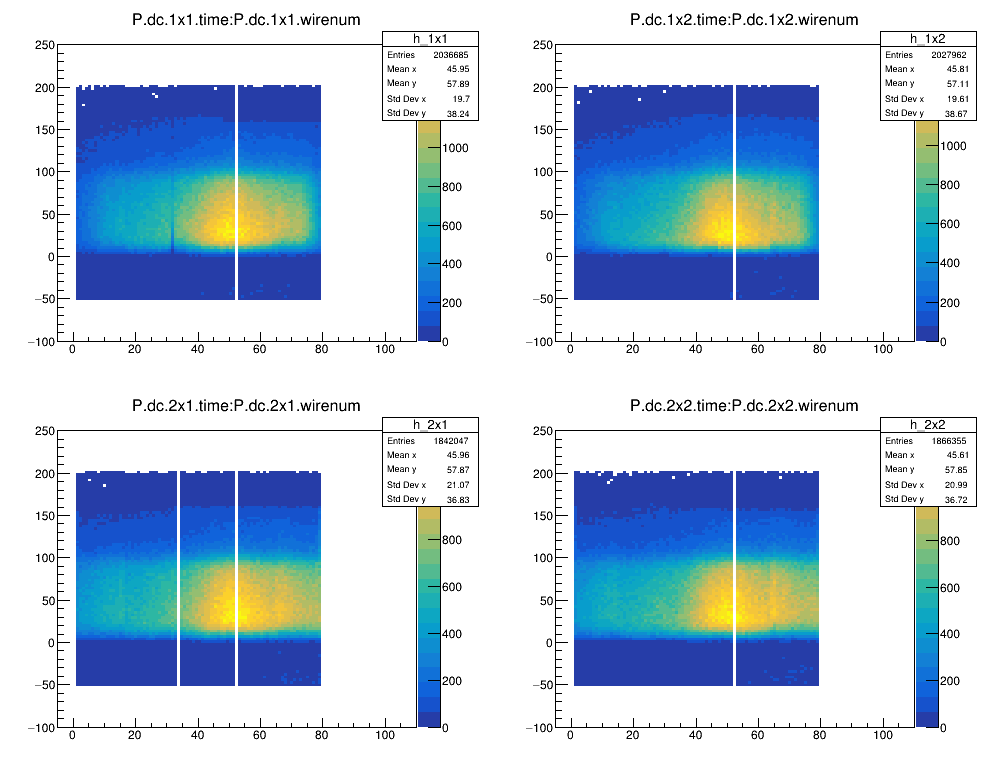 P.dc.1x1.time:P.dc.1x1.wirenum
h_1x1
Entries 2036685
Mean x 45.95
Mean y 57.89
Std Dev x 19.7
Std Dev y 38.24
250
200
150
100
50
0
−50
−100
0 20 40 60 80 100
1000
800
600
400
200
0
P.dc.1x2.time:P.dc.1x2.wirenum
h_1x2
Entries 2027962
Mean x 45.81
Mean y 57.11
Std Dev x 19.61
Std Dev y 38.67
250
200
150
100
50
0
−50
−100
0 20 40 60 80 100
1000
800
600
400
200
0
P.dc.2x1.time:P.dc.2x1.wirenum
h_2x1
Entries 1842047
Mean x 45.96
Mean y 57.87
Std Dev x 21.07
Std Dev y 36.83
250
200
150
100
50
0
−50
−100
0 20 40 60 80 100
800
600
400
200
0
P.dc.2x2.time:P.dc.2x2.wirenum
h_2x2
Entries 1866355
Mean x 45.61
Mean y 57.85
Std Dev x 20.99
Std Dev y 36.72
250
200
150
100
50
0
−50
−100
0 20 40 60 80 100
800
600
400
200
0